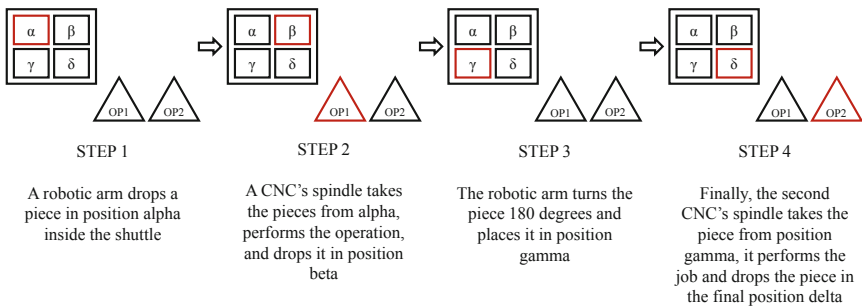 α β
γ δ
OP1 OP2
STEP 1
A robotic arm drops a
piece in position alpha
inside the shuttle
α β
γ δ
OP1 OP2
STEP 2
A CNC's spindle takes
the pieces from alpha,
performs the operation,
and drops it in position
beta
α β
γ δ
OP1 OP2
STEP 3
The robotic arm turns the
piece 180 degrees and
places it in position
gamma
α β
γ δ
OP1 OP2
STEP 4
Finally, the second
CNC's spindle takes the
piece from position
gamma, it performs the
job and drops the piece in
the final position delta